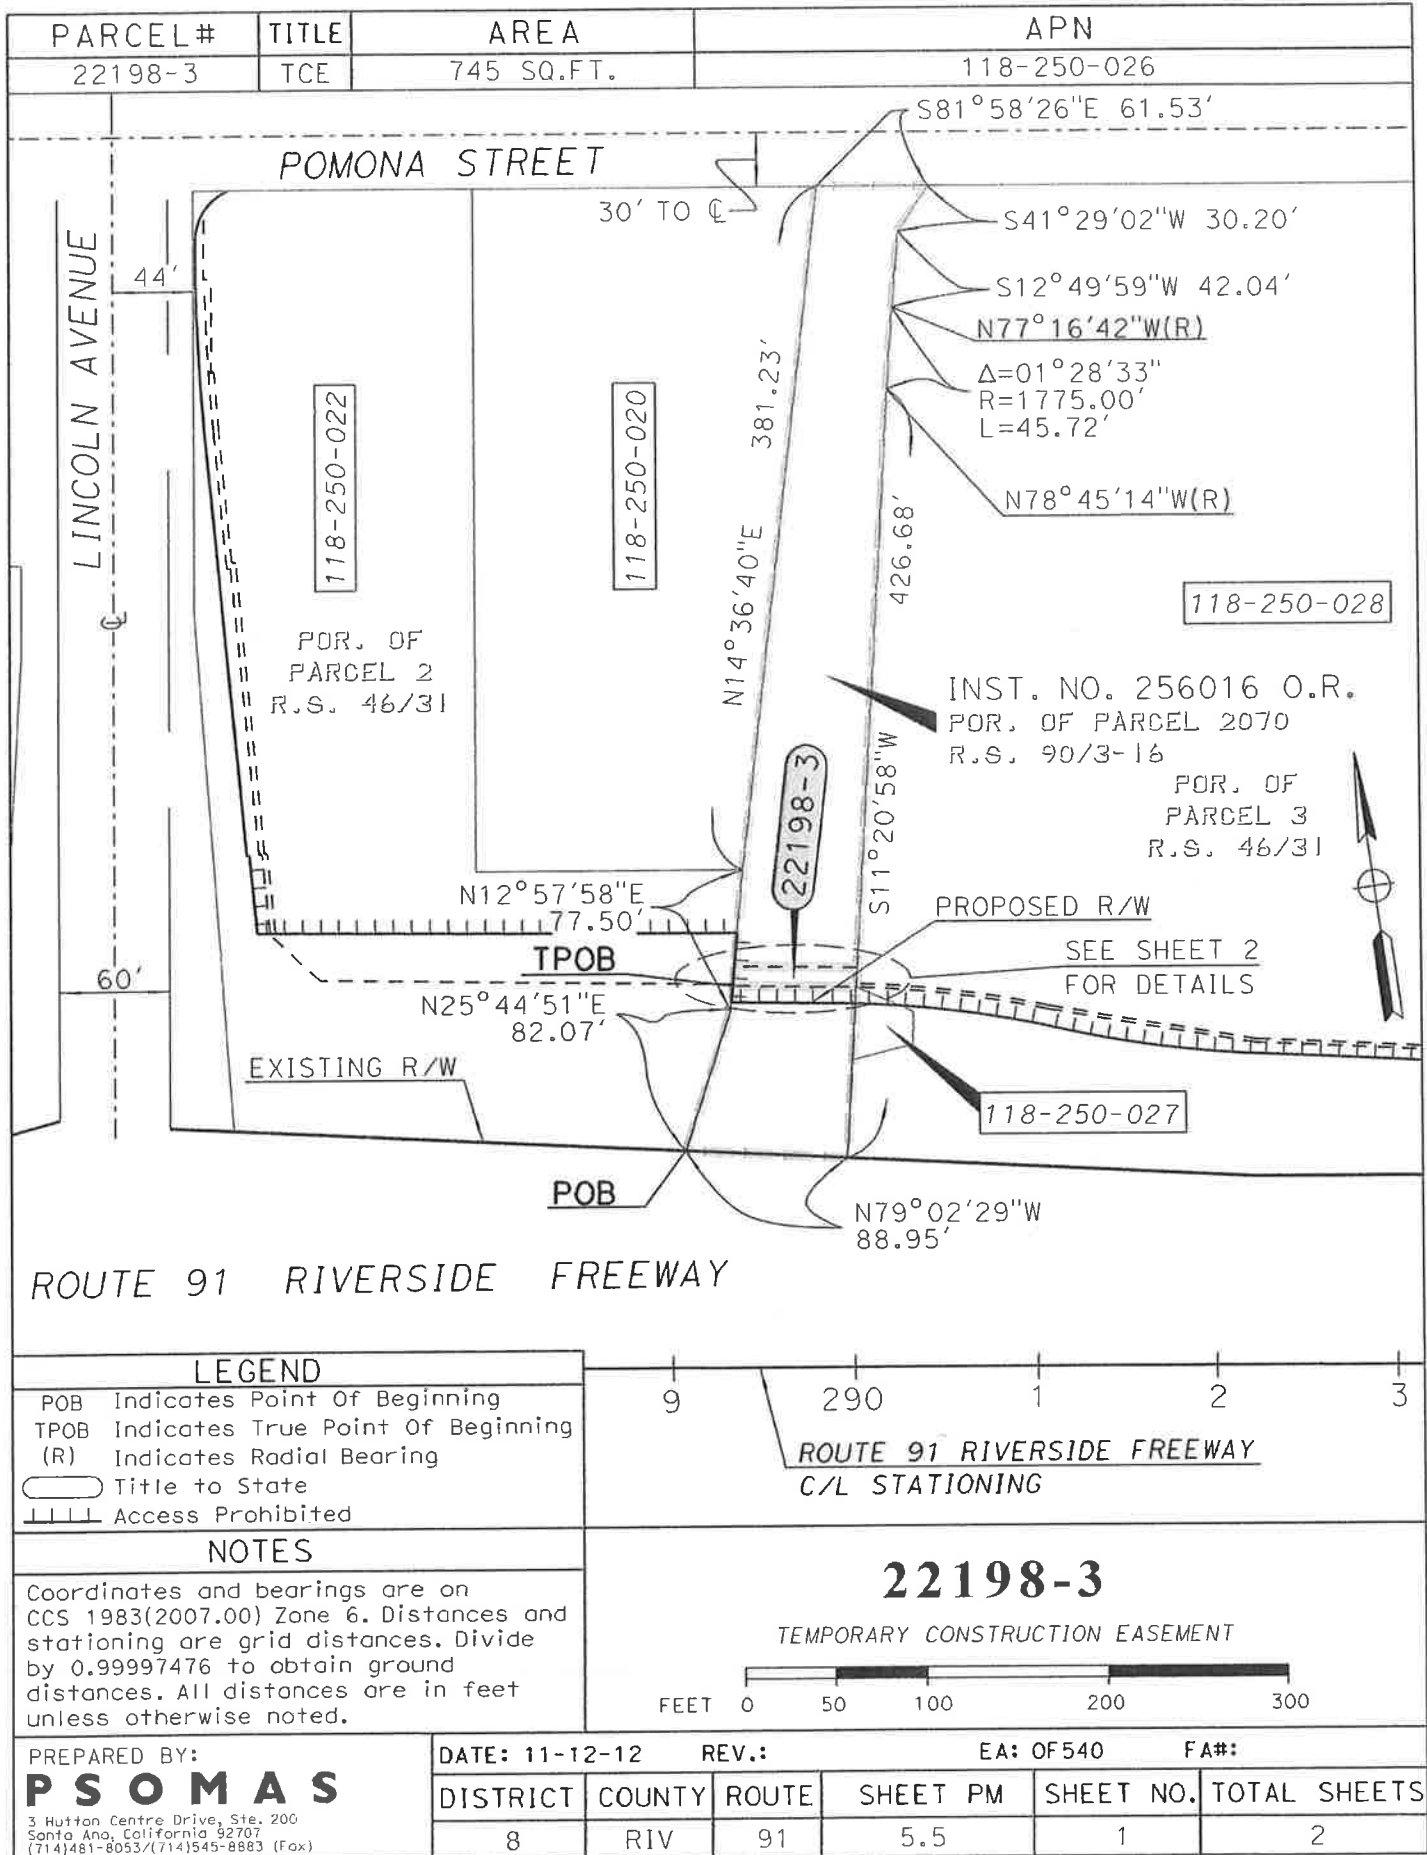 PARCEL# TITLE AREA APN
22198-3 TCE 745 SQ.FT. 118-250-026
S81°58'26"E 61.53'
POMONA STREET
30' TO ℄
S41°29'02"W 30.20'
LINCOLN AVENUE
44'
S12°49'59"W 42.04'
N77°16'42"W(R)
Δ=01°28'33"
R=1775.00'
L=45.72'
N78°45'14"W(R)
118-250-022
118-250-020
N14°36'40"E 381.23'
S11°20'58"W 426.68'
118-250-028
℄
POR. OF
PARCEL 2
R.S. 46/31
INST. NO. 256016 O.R.
POR. OF PARCEL 2070
R.S. 90/3-16
POR. OF
PARCEL 3
R.S. 46/31
22198-3
N12°57'58"E
77.50'
PROPOSED R/W
TPOB
SEE SHEET 2
FOR DETAILS
60'
N25°44'51"E
82.07'
EXISTING R/W
118-250-027
POB
N79°02'29"W
88.95'
ROUTE 91 RIVERSIDE FREEWAY
LEGEND
POB Indicates Point Of Beginning
TPOB Indicates True Point Of Beginning
(R) Indicates Radial Bearing
Title to State
Access Prohibited
9 290 1 2 3
ROUTE 91 RIVERSIDE FREEWAY
C/L STATIONING
NOTES
Coordinates and bearings are on
CCS 1983(2007.00) Zone 6. Distances and
stationing are grid distances. Divide
by 0.99997476 to obtain ground
distances. All distances are in feet
unless otherwise noted.
22198-3
TEMPORARY CONSTRUCTION EASEMENT
FEET 0 50 100 200 300
PREPARED BY:
PSOMAS
3 Hutton Centre Drive, Ste. 200
Santa Ana, California 92707
(714)481-8053/(714)545-8883 (Fax)
DATE: 11-12-12 REV.: EA: 0F540 FA#:
DISTRICT COUNTY ROUTE SHEET PM SHEET NO. TOTAL SHEETS
8 RIV 91 5.5 1 2